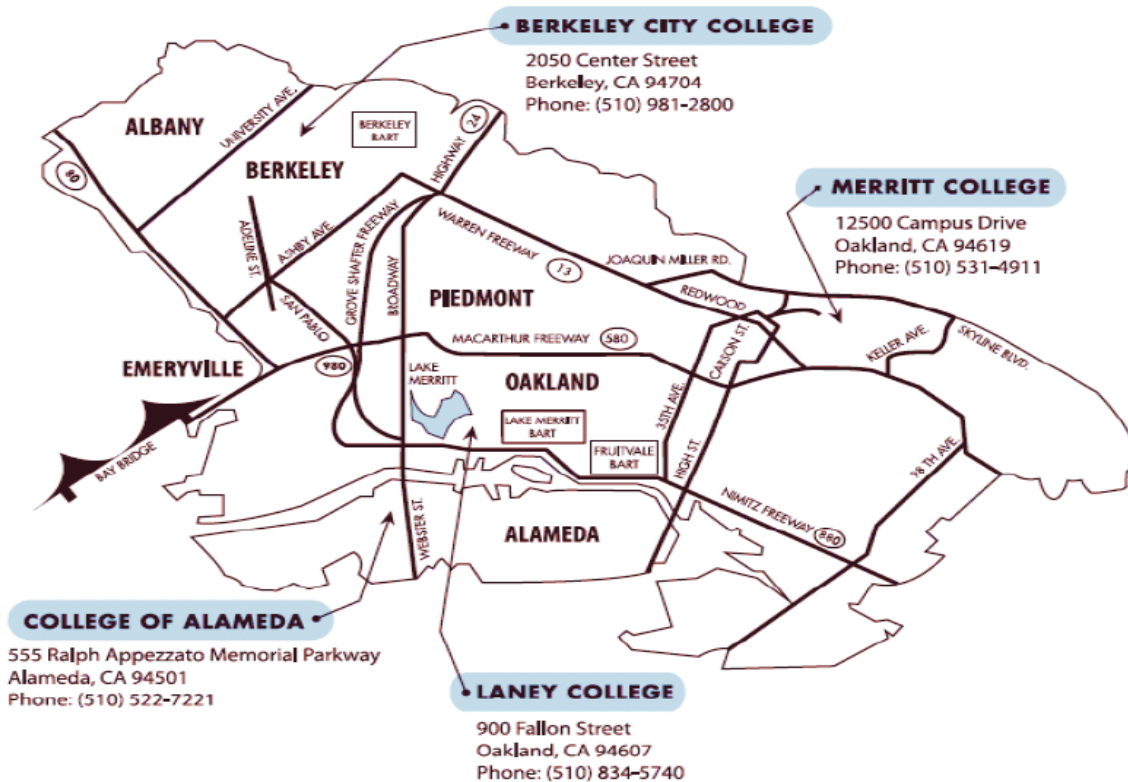 BERKELEY CITY COLLEGE
2050 Center Street
Berkeley, CA 94704
Phone: (510) 981-2800
ALBANY
UNIVERSITY AVE.
BERKELEY
BART
HIGHWAY
24
80
BERKELEY
MERRITT COLLEGE
12500 Campus Drive
Oakland, CA 94619
Phone: (510) 531-4911
ADELINE ST.
ASHBY AVE.
GROVE SHAFTER FREEWAY
BROADWAY
WARREN FREEWAY
13
JOAQUIN MILLER RD.
REDWOOD
SAN PABLO
PIEDMONT
MACARTHUR FREEWAY
580
CARSON ST.
KELLER AVE.
SKYLINE BLVD.
EMERYVILLE
980
LAKE
MERRITT
OAKLAND
LAKE MERRITT
BART
35TH AVE.
HIGH ST.
FRUITVALE
BART
98 TH AVE.
BAY BRIDGE
NIMITZ FREEWAY
880
WEBSTER ST.
ALAMEDA
COLLEGE OF ALAMEDA
555 Ralph Appezzato Memorial Parkway
Alameda, CA 94501
Phone: (510) 522-7221
LANEY COLLEGE
900 Fallon Street
Oakland, CA 94607
Phone: (510) 834-5740